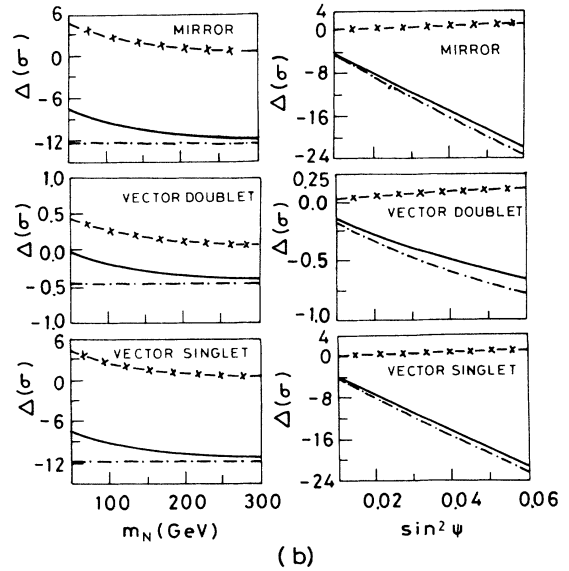 6
0
-6
-12
Δ(σ)
MIRROR
4
0
-8
-16
-24
Δ(σ)
MIRROR
1.0
0.5
0.0
-0.5
-1.0
Δ(σ)
VECTOR DOUBLET
0.25
0.0
-0.5
-1.0
Δ(σ)
VECTOR DOUBLET
6
0
-6
-12
Δ(σ)
VECTOR SINGLET
100 200 300
m_N (GeV)
4
0
-8
-16
-24
Δ(σ)
VECTOR SINGLET
0.02 0.04 0.06
sin² ψ
(b)